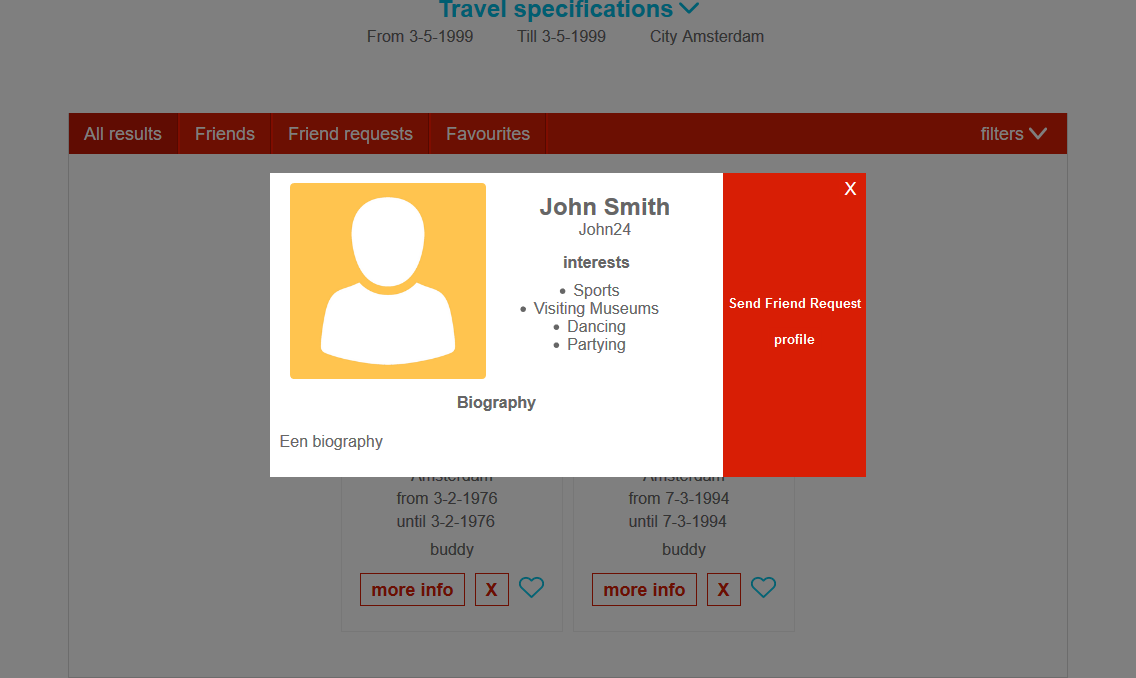 Travel specifications
From 3-5-1999 Till 3-5-1999 City Amsterdam
All results Friends Friend requests Favourites filters
X
John Smith
John24
interests
• Sports
• Visiting Museums
• Dancing
• Partying
Send Friend Request
profile
Biography
Een biography
Amsterdam Amsterdam
from 3-2-1976 from 7-3-1994
until 3-2-1976 until 7-3-1994
buddy buddy
more info X more info X